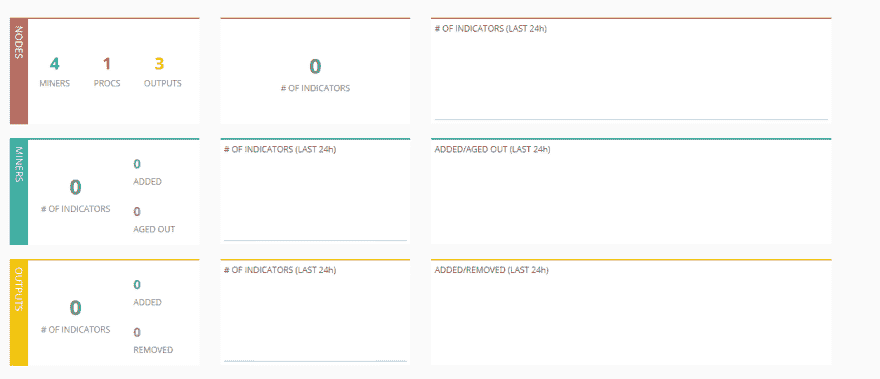 NODES
4 1 3
MINERS PROCS OUTPUTS
0
# OF INDICATORS
# OF INDICATORS (LAST 24h)
MINERS
0
# OF INDICATORS
0
ADDED
0
AGED OUT
# OF INDICATORS (LAST 24h)
ADDED/AGED OUT (LAST 24h)
OUTPUTS
0
# OF INDICATORS
0
ADDED
0
REMOVED
# OF INDICATORS (LAST 24h)
ADDED/REMOVED (LAST 24h)